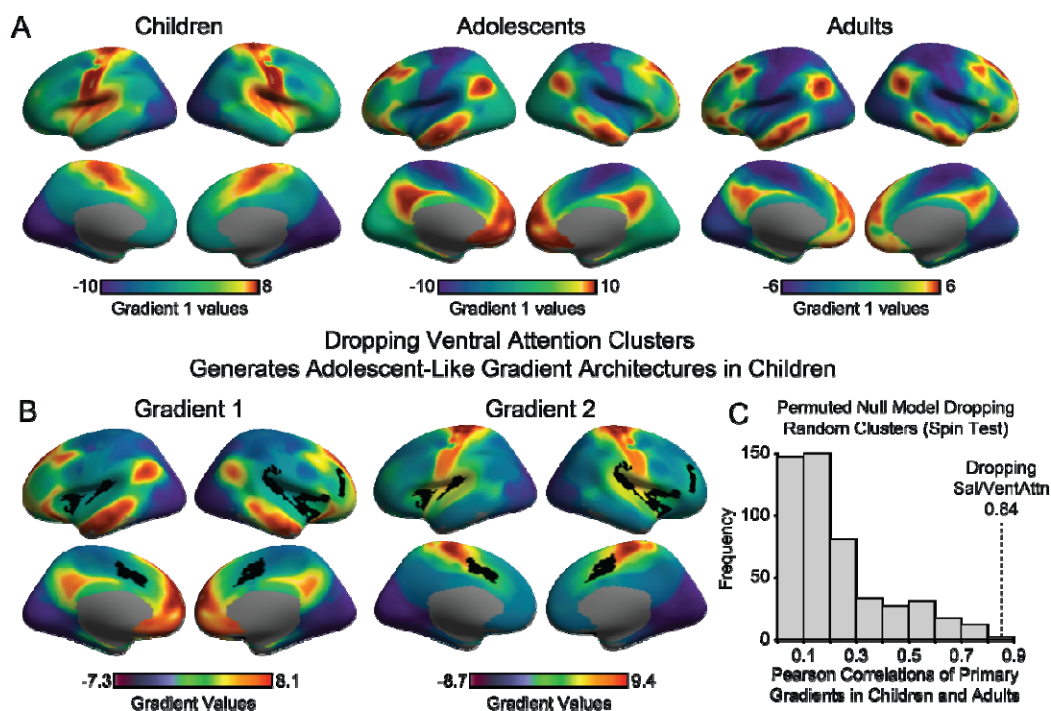 A
Children
Adolescents
Adults
-10
8
Gradient 1 values
-10
10
Gradient 1 values
-6
6
Gradient 1 values
Dropping Ventral Attention Clusters
Generates Adolescent-Like Gradient Architectures in Children
B
Gradient 1
Gradient 2
-7.3
8.1
Gradient Values
-8.7
9.4
Gradient Values
C
Permuted Null Model Dropping
Random Clusters (Spin Test)
Dropping
Sal/Vent/Attn
0.84
150
100
50
0
Frequency
0.1
0.3
0.5
0.7
0.9
Pearson Correlations of Primary
Gradients in Children and Adults